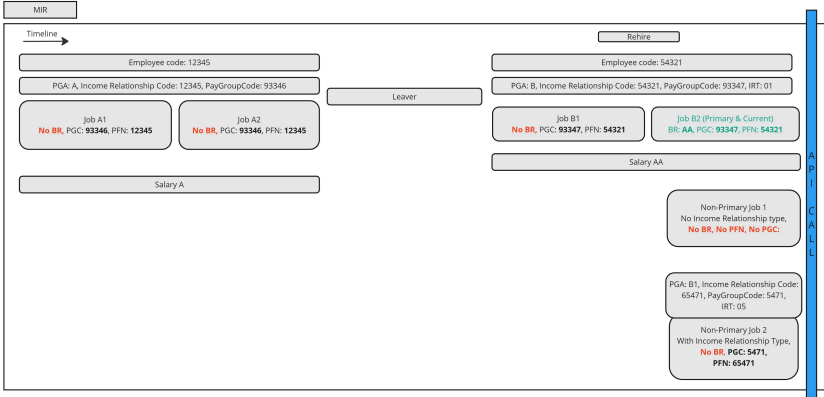 MIR
Timeline
Rehire
Employee code: 12345
Employee code: 54321
PGA: A, Income Relationship Code: 12345, PayGroupCode: 93346
PGA: B, Income Relationship Code: 54321, PayGroupCode: 93347, IRT: 01
Leaver
Job A1
No BR, PGC: 93346, PFN: 12345
Job A2
No BR, PGC: 93346, PFN: 12345
Job B1
No BR, PGC: 93347, PFN: 54321
Job B2 (Primary & Current)
BR: AA, PGC: 93347, PFN: 54321
Salary AA
Salary A
Non-Primary Job 1
No Income Relationship type,
No BR, No PFN, No PGC:
PGA: B1, Income Relationship Code:
65471, PayGroupCode: 5471,
IRT: 05
Non-Primary Job 2
With Income Relationship Type,
No BR, PGC: 5471,
PFN: 65471
API CALL